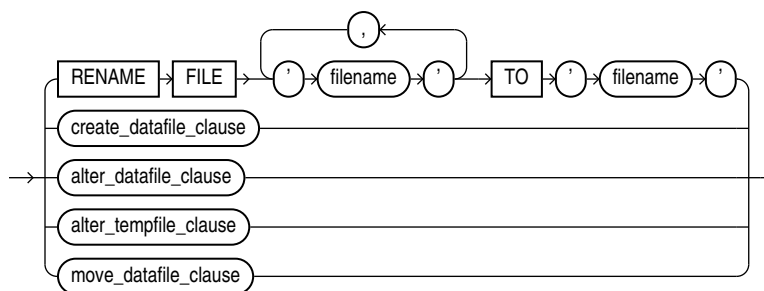 ,
RENAME FILE ' filename ' TO ' filename '
create_datafile_clause
alter_datafile_clause
alter_tempfile_clause
move_datafile_clause